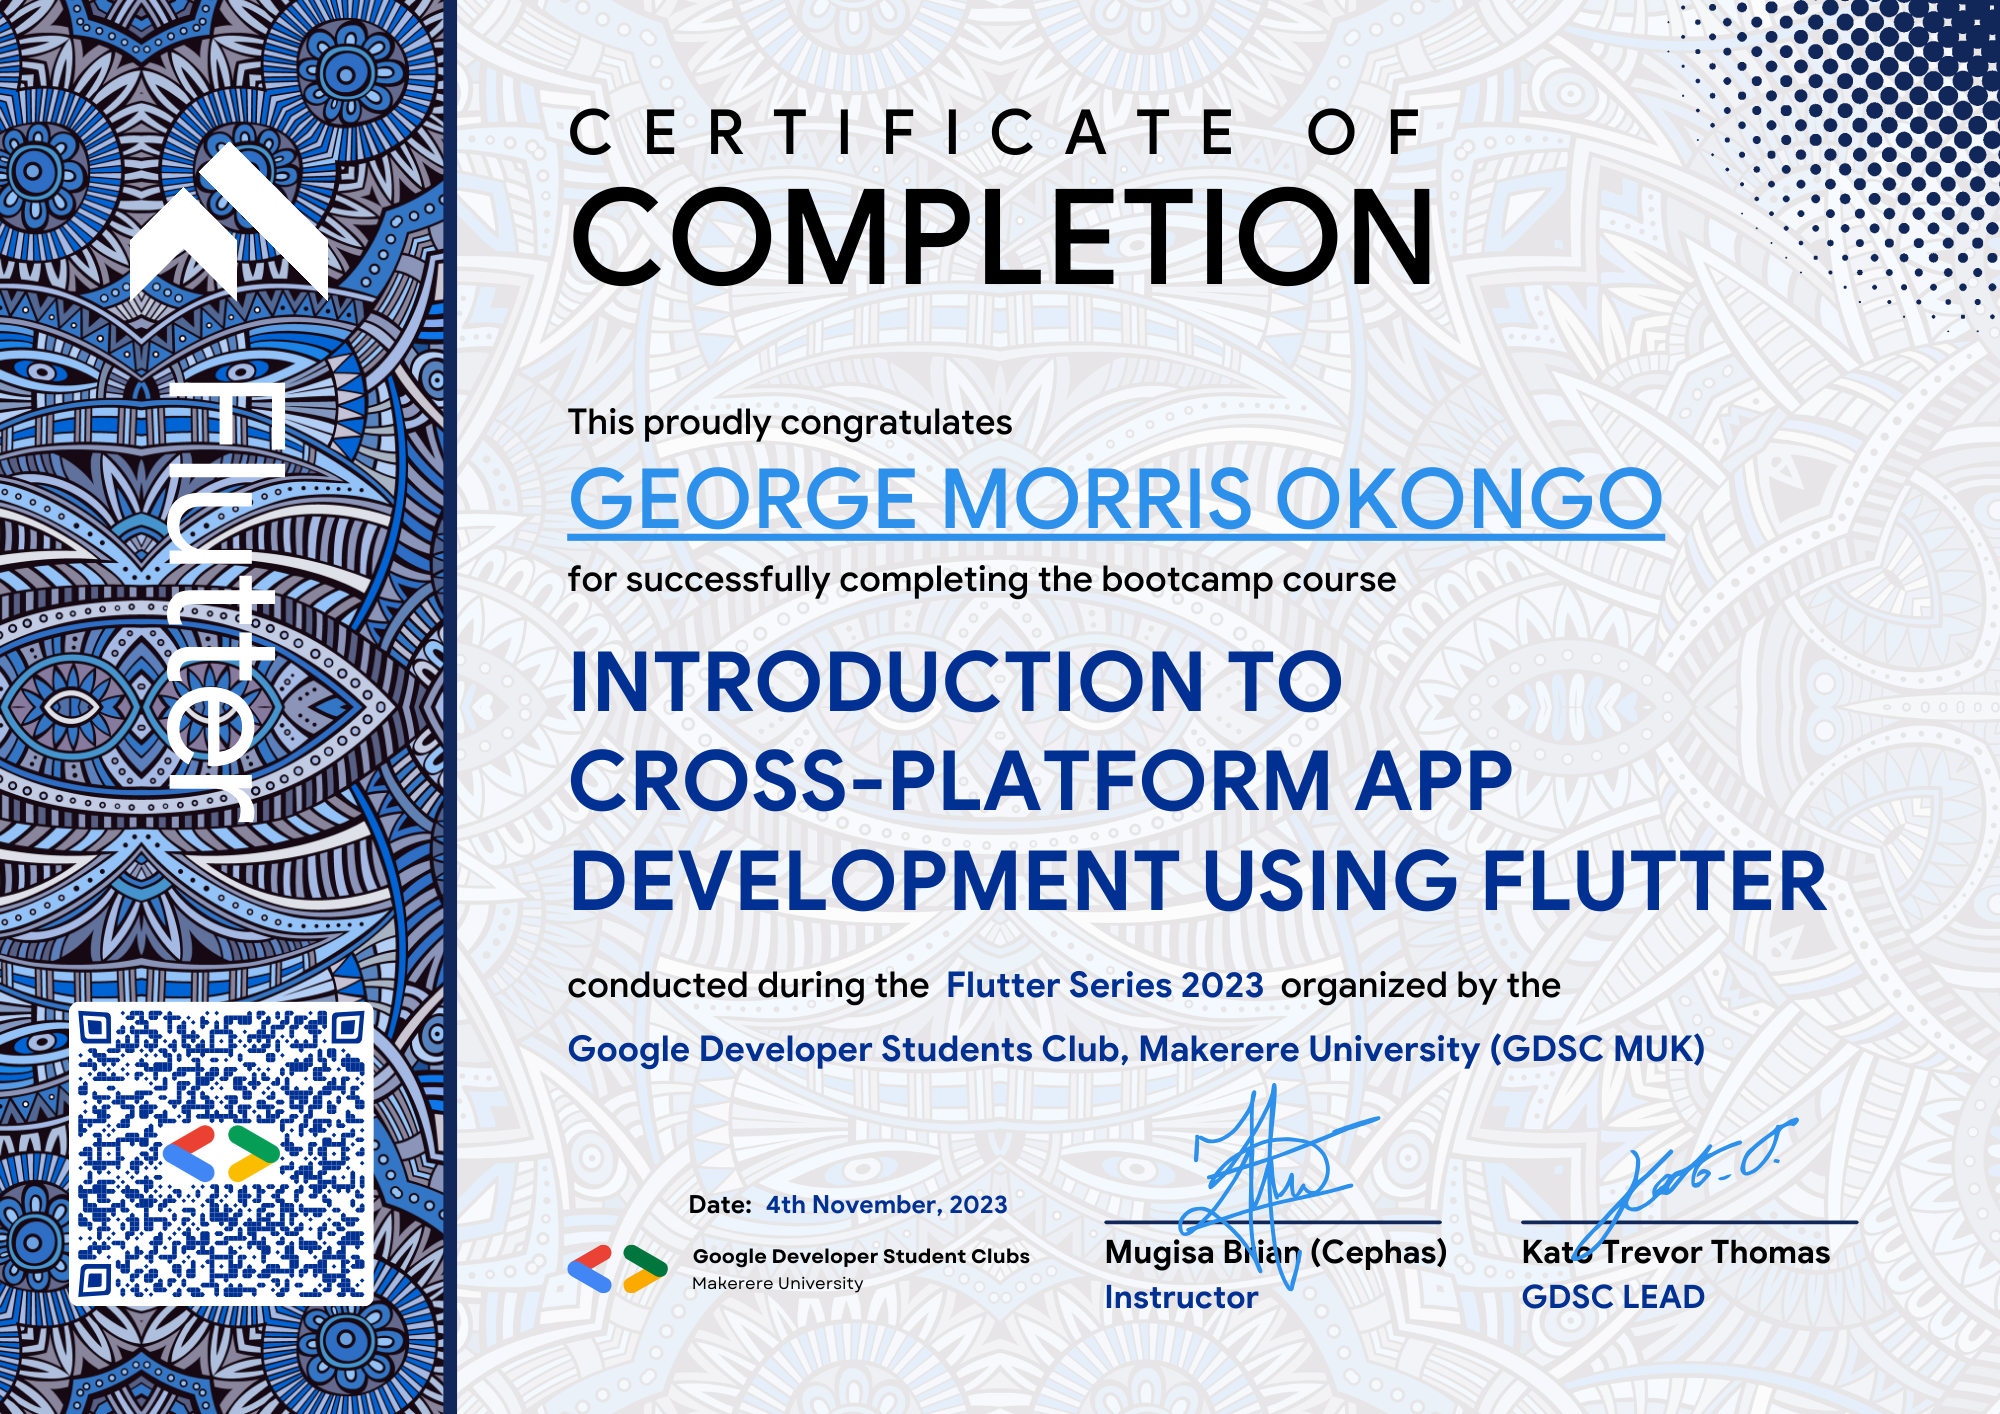 CERTIFICATE OF
COMPLETION
Flutter
This proudly congratulates
GEORGE MORRIS OKONGO
for successfully completing the bootcamp course
INTRODUCTION TO
CROSS-PLATFORM APP
DEVELOPMENT USING FLUTTER
conducted during the Flutter Series 2023 organized by the
Google Developer Students Club, Makerere University (GDSC MUK)
Date: 4th November, 2023
Google Developer Student Clubs
Makerere University
Mugisa Brian (Cephas)
Instructor
Kato Trevor Thomas
GDSC LEAD